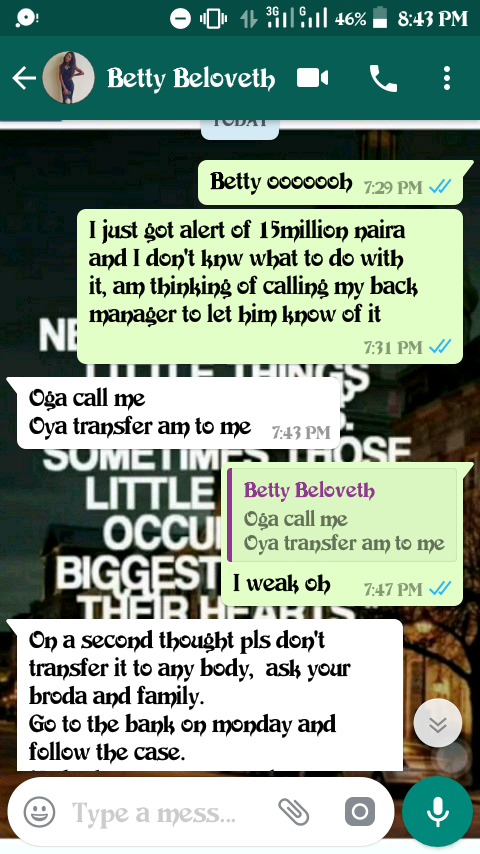 3G G 46% 8:43 PM
Betty Beloveth
TODAY
Betty ooooooh 7:29 PM
I just got alert of 15million naira
and I don't knw what to do with
it, am thinking of calling my back
manager to let him know of it
7:31 PM
NE
LITTLE THINGS
Oga call me
Oya transfer am to me 7:43 PM
SOMETIMES THOSE
LITTLE
Betty Beloveth
OCCU
Oga call me
Oya transfer am to me
BIGGEST
I weak oh 7:47 PM
THEIR HEARTS.
On a second thought pls don't
transfer it to any body, ask your
broda and family.
Go to the bank on monday and
follow the case.
Type a mess...